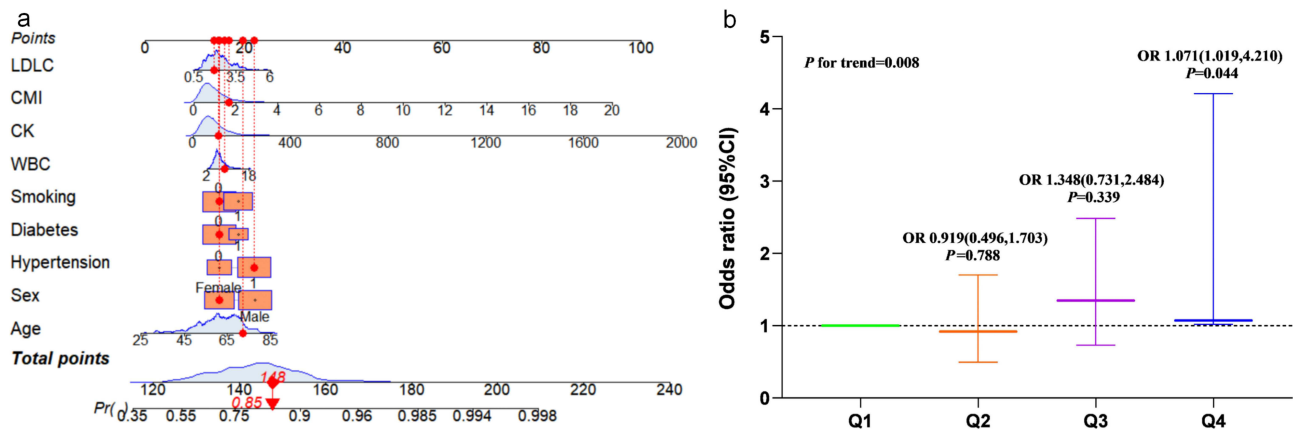 a
Points
0 20 40 60 80 100
LDLC
0.5 3.5 6
CMI
0 2 4 6 8 10 12 14 16 20
CK
0 400 800 1200 1600 2000
WBC
2 18
Smoking
0
1
Diabetes
0
1
Hypertension
0
1
Sex
Female
Male
Age
25 45 65 85
Total points
148
120 140 160 180 200 220 240
0.85
Pr( )
0.35 0.55 0.75 0.9 0.96 0.985 0.994 0.998
b
Odds ratio (95%CI)
5
4
3
2
1
0
P for trend=0.008
OR 0.919(0.496,1.703)
P=0.788
OR 1.348(0.731,2.484)
P=0.339
OR 1.071(1.019,4.210)
P=0.044
Q1 Q2 Q3 Q4